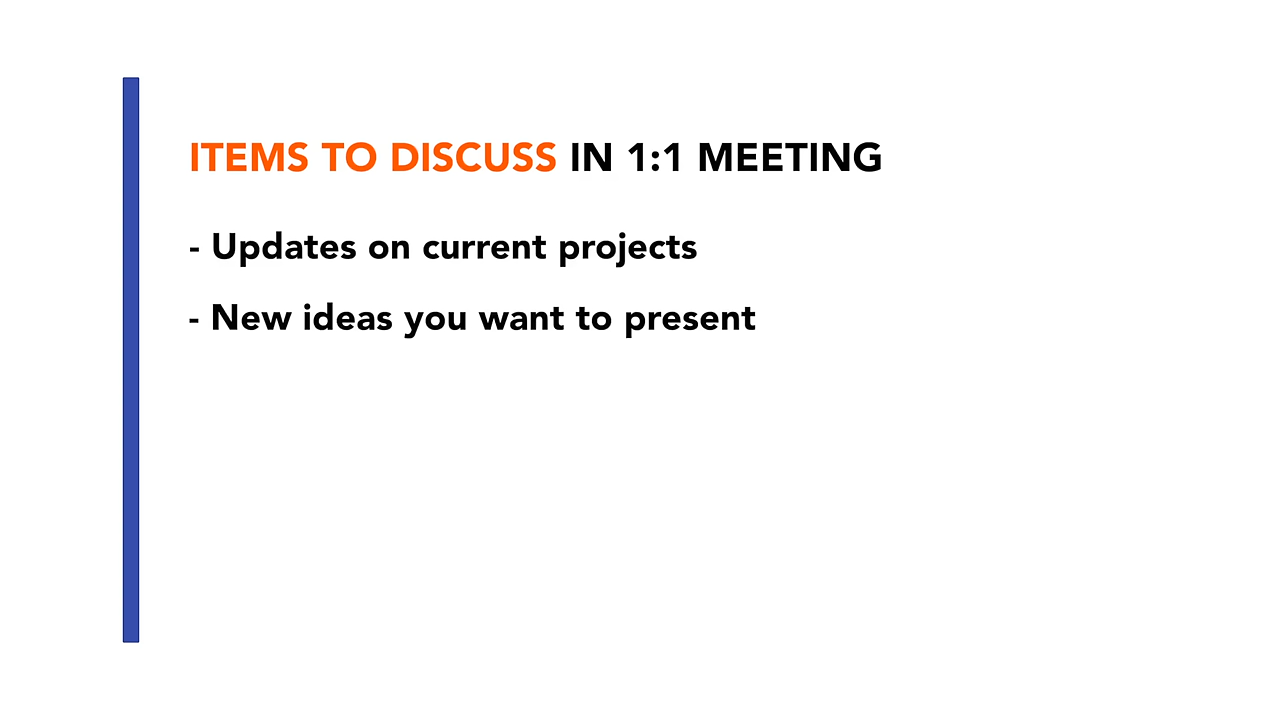 ITEMS TO DISCUSS IN 1:1 MEETING
- Updates on current projects
- New ideas you want to present